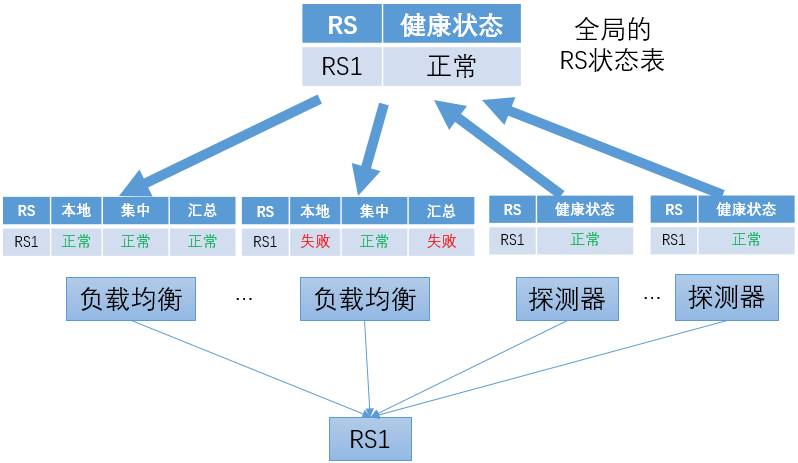 RS 健康状态
RS1 正常
全局的
RS状态表
RS 本地 集中 汇总
RS1 正常 正常 正常
RS 本地 集中 汇总
RS1 失败 正常 失败
RS 健康状态
RS1 正常
RS 健康状态
RS1 正常
负载均衡
...
负载均衡
探测器
...
探测器
RS1